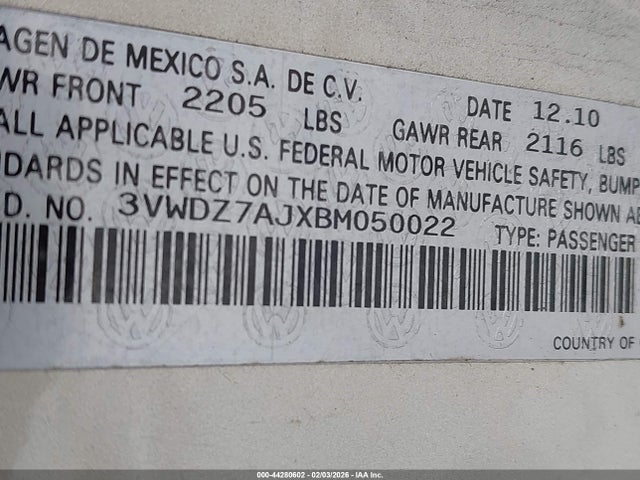 AGEN DE MEXICO S.A. DE C.V.
WR FRONT 2205 LBS
DATE 12.10
GAWR REAR 2116 LBS
ALL APPLICABLE U.S. FEDERAL MOTOR VEHICLE SAFETY, BUMP
DARDS IN EFFECT ON THE DATE OF MANUFACTURE SHOWN AB
D. NO. 3VWDZ7AJXBM050022 TYPE: PASSENGER
COUNTRY OF
000-44280602 - 02/03/2026 - IAA Inc.